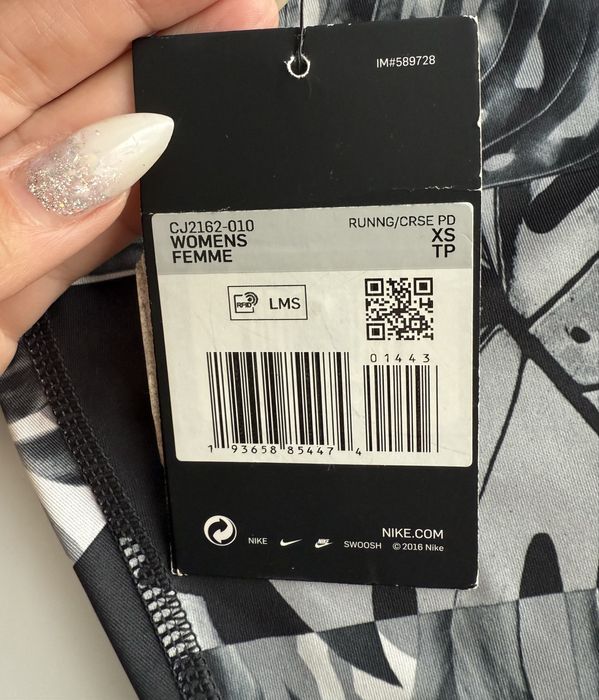 IM#589728
CJ2162-010 RUNNG/CRSE PD
WOMENS XS
FEMME TP
RFID LMS
01443
1 93658 85447 4
NIKE.COM
NIKE SWOOSH © 2016 Nike